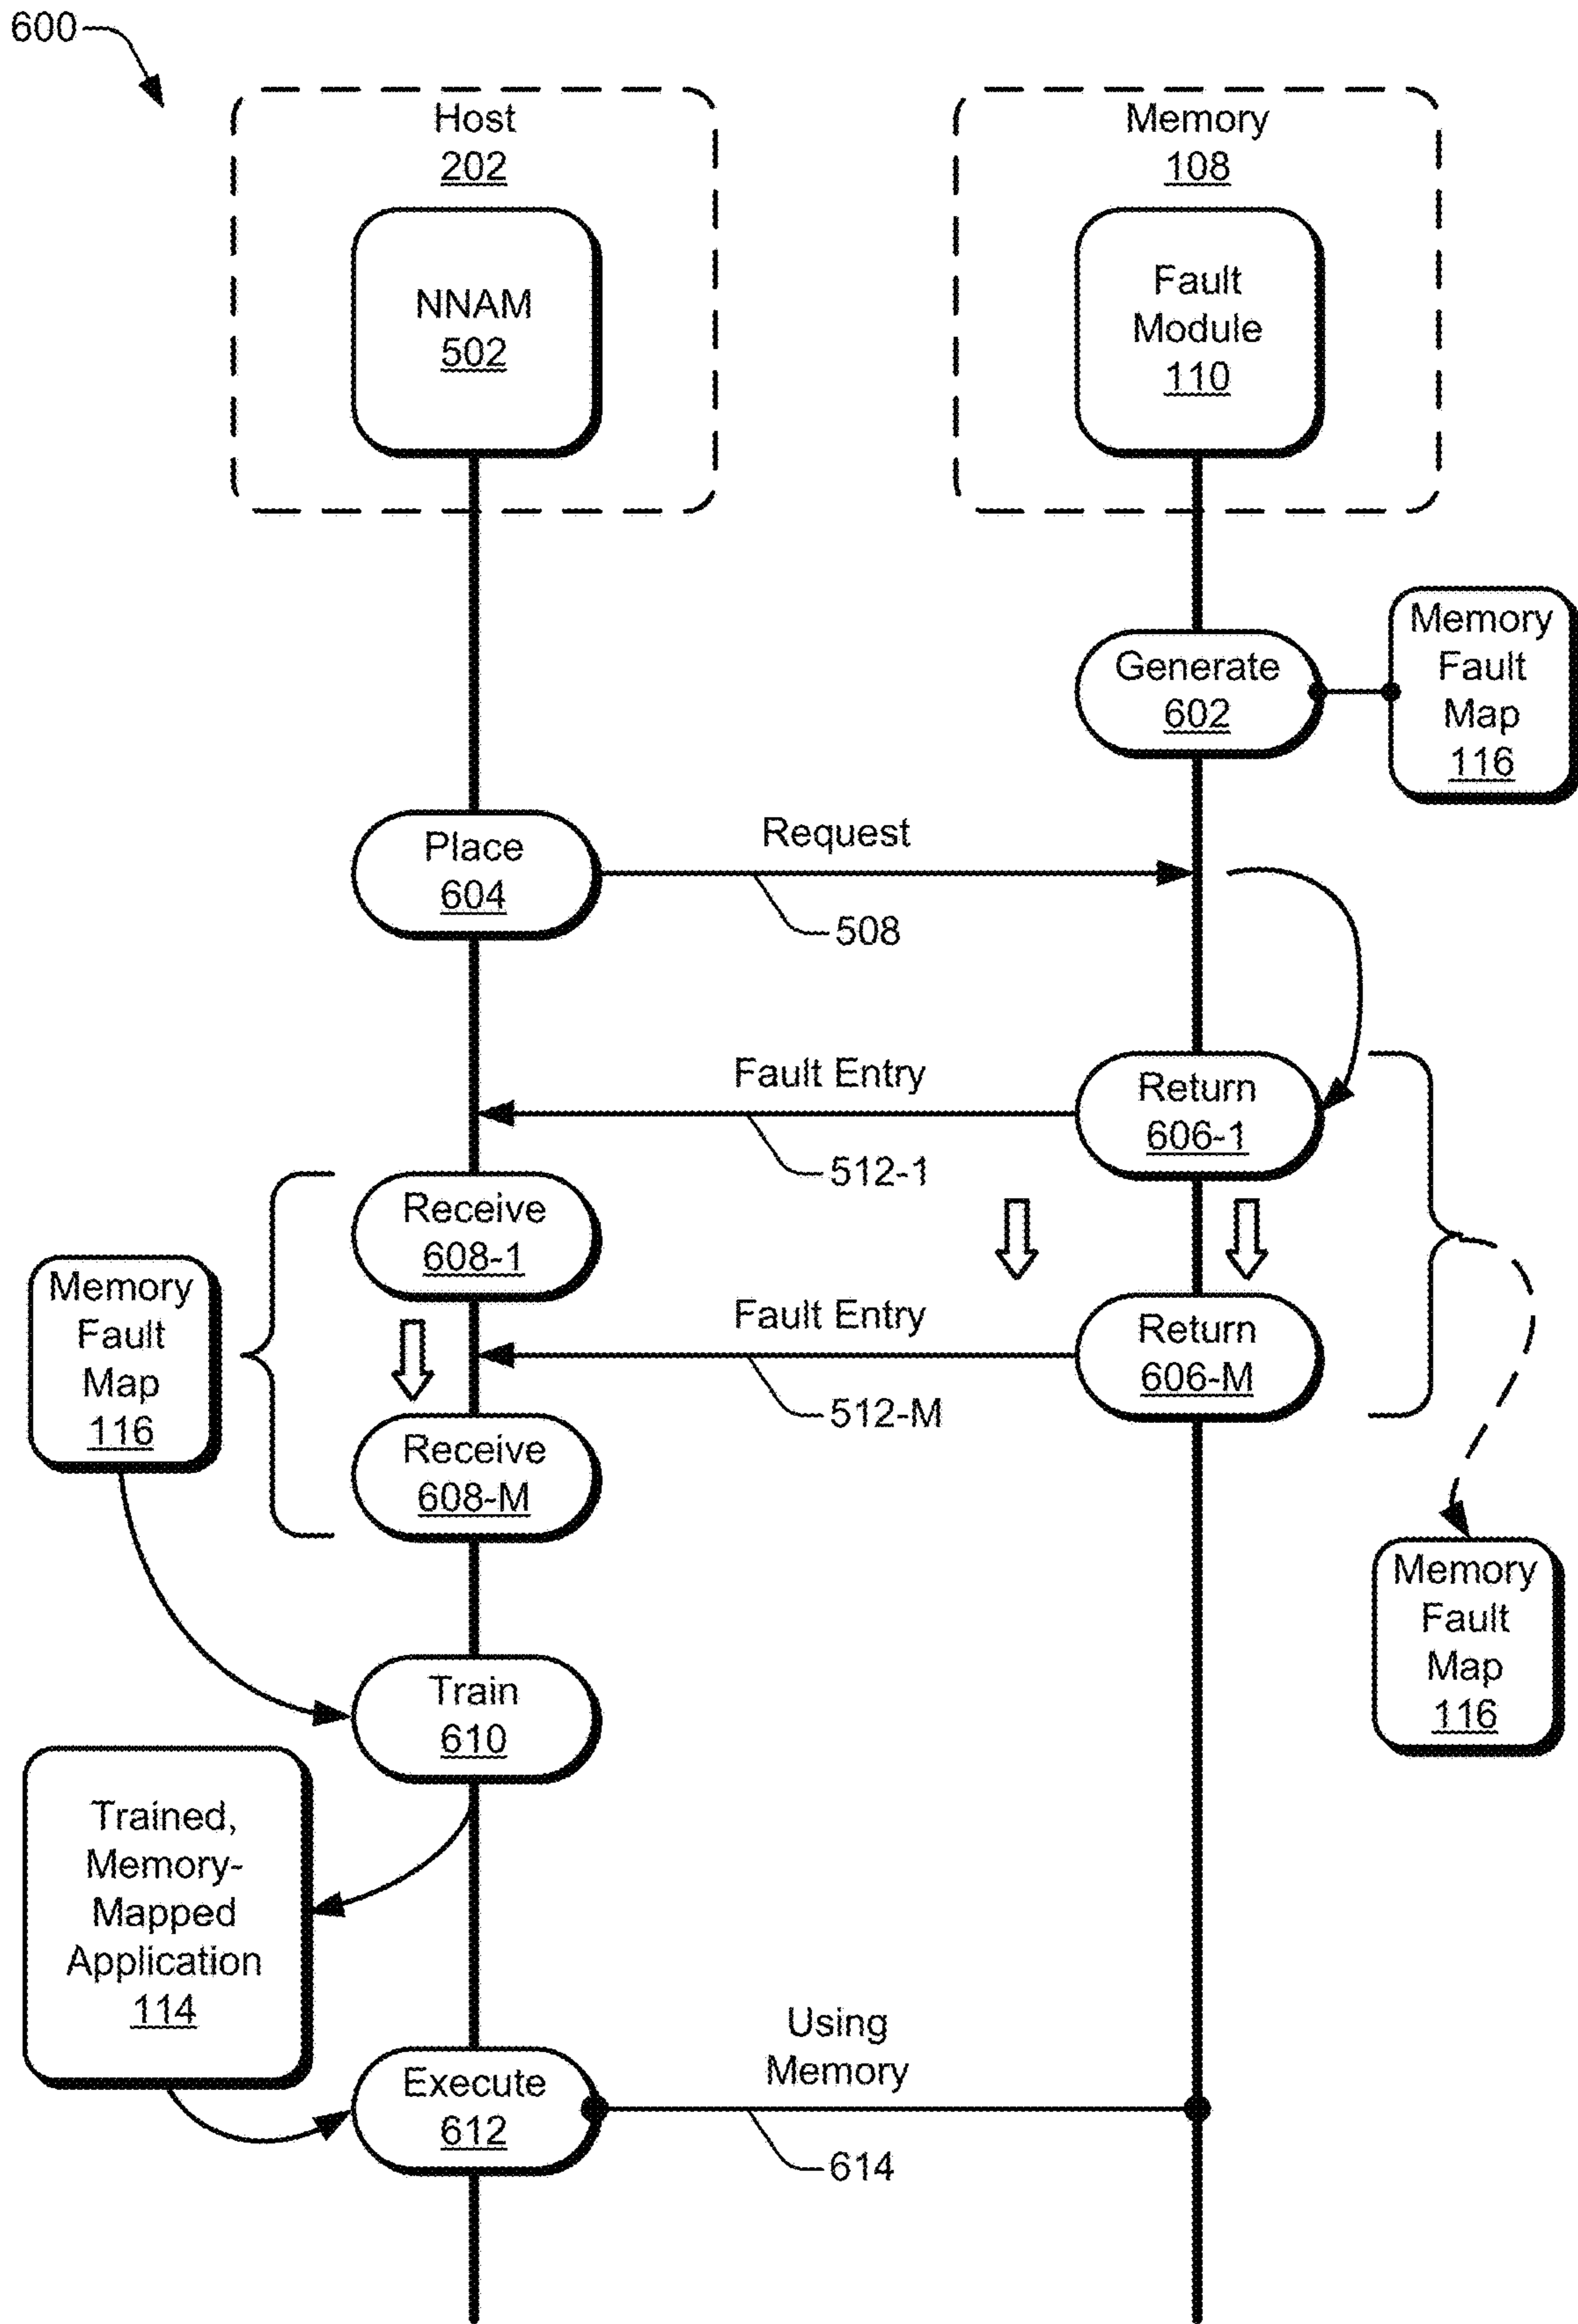 600
Host
202
NNAM
502
Memory
108
Fault
Module
110
Generate
602
Memory
Fault
Map
116
Place
604
Request
508
Fault Entry
512-1
Return
606-1
Receive
608-1
Memory
Fault
Map
116
Fault Entry
512-M
Return
606-M
Receive
608-M
Memory
Fault
Map
116
Train
610
Trained,
Memory-
Mapped
Application
114
Execute
612
Using
Memory
614